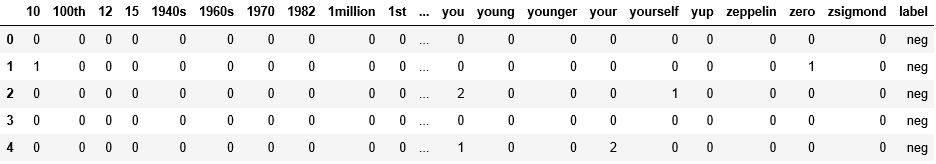 10 100th 12 15 1940s 1960s 1970 1982 1million 1st ... you young younger your yourself yup zeppelin zero zsigmond label
0 0 0 0 0 0 0 0 0 0 0 ... 0 0 0 0 0 0 0 0 0 neg
1 1 0 0 0 0 0 0 0 0 0 ... 0 0 0 0 0 0 0 1 0 neg
2 0 0 0 0 0 0 0 0 0 0 ... 2 0 0 0 1 0 0 0 0 neg
3 0 0 0 0 0 0 0 0 0 0 ... 0 0 0 0 0 0 0 0 0 neg
4 0 0 0 0 0 0 0 0 0 0 ... 1 0 0 2 0 0 0 0 0 neg